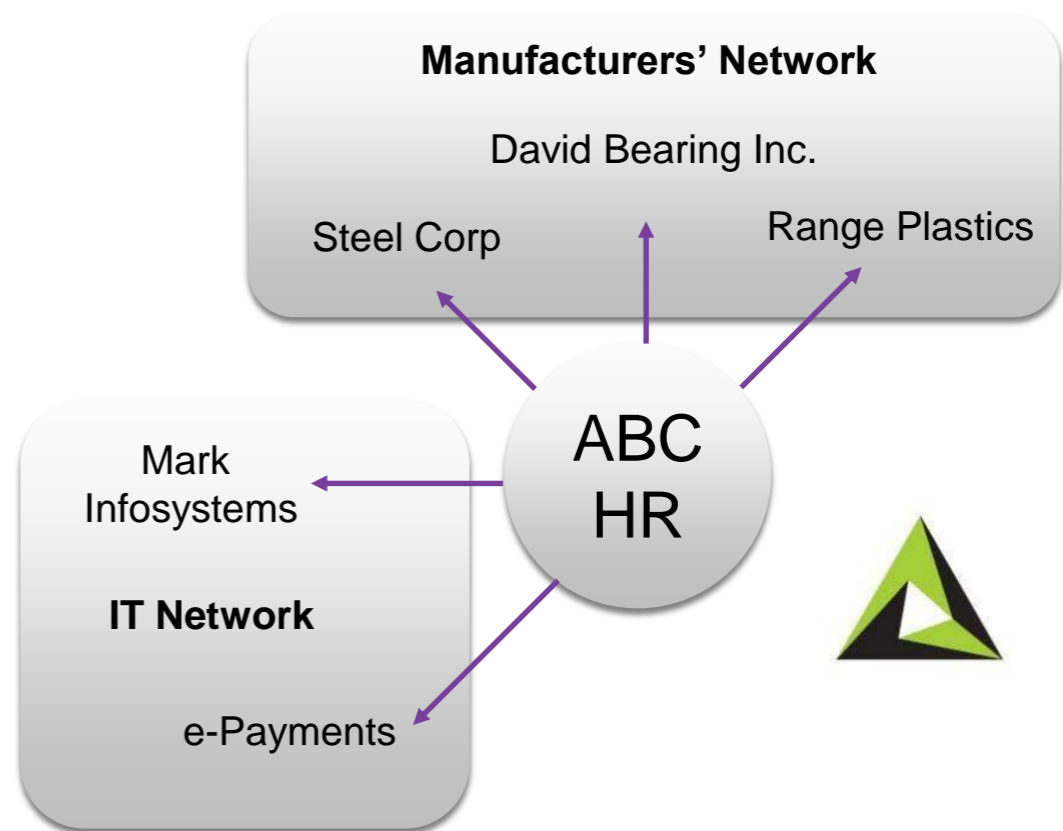 Manufacturers’ Network
David Bearing Inc.
Steel Corp
Range Plastics
ABC
HR
Mark
Infosystems
IT Network
e-Payments